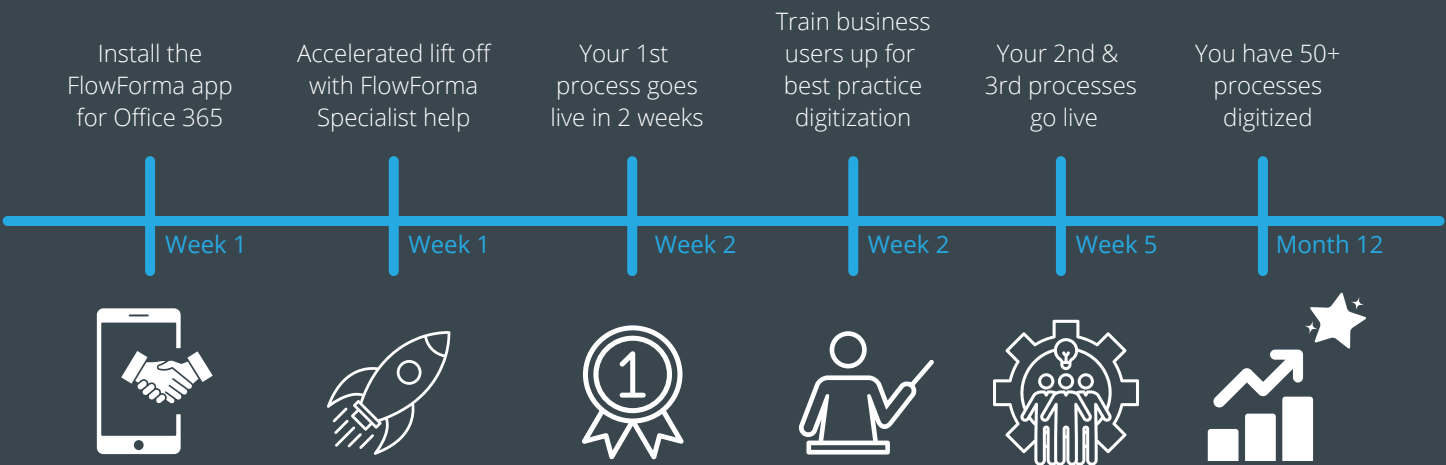 Install the
FlowForma app
for Office 365
Accelerated lift off
with FlowForma
Specialist help
Your 1st
process goes
live in 2 weeks
Train business
users up for
best practice
digitization
Your 2nd &
3rd processes
go live
You have 50+
processes
digitized
Week 1
Week 1
Week 2
Week 2
Week 5
Month 12
1